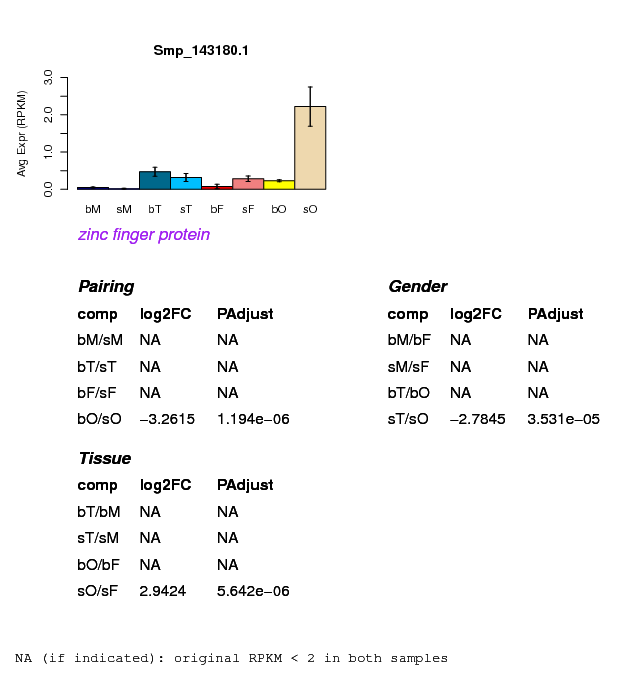 Smp_143180.1
Avg Expr (RPKM)
0.0 1.0 2.0 3.0
bM sM bT sT bF sF bO sO
zinc finger protein
Pairing
comp log2FC PAdjust
bM/sM NA NA
bT/sT NA NA
bF/sF NA NA
bO/sO −3.2615 1.194e−06
Gender
comp log2FC PAdjust
bM/bF NA NA
sM/sF NA NA
bT/bO NA NA
sT/sO −2.7845 3.531e−05
Tissue
comp log2FC PAdjust
bT/bM NA NA
sT/sM NA NA
bO/bF NA NA
sO/sF 2.9424 5.642e−06
NA (if indicated): original RPKM < 2 in both samples